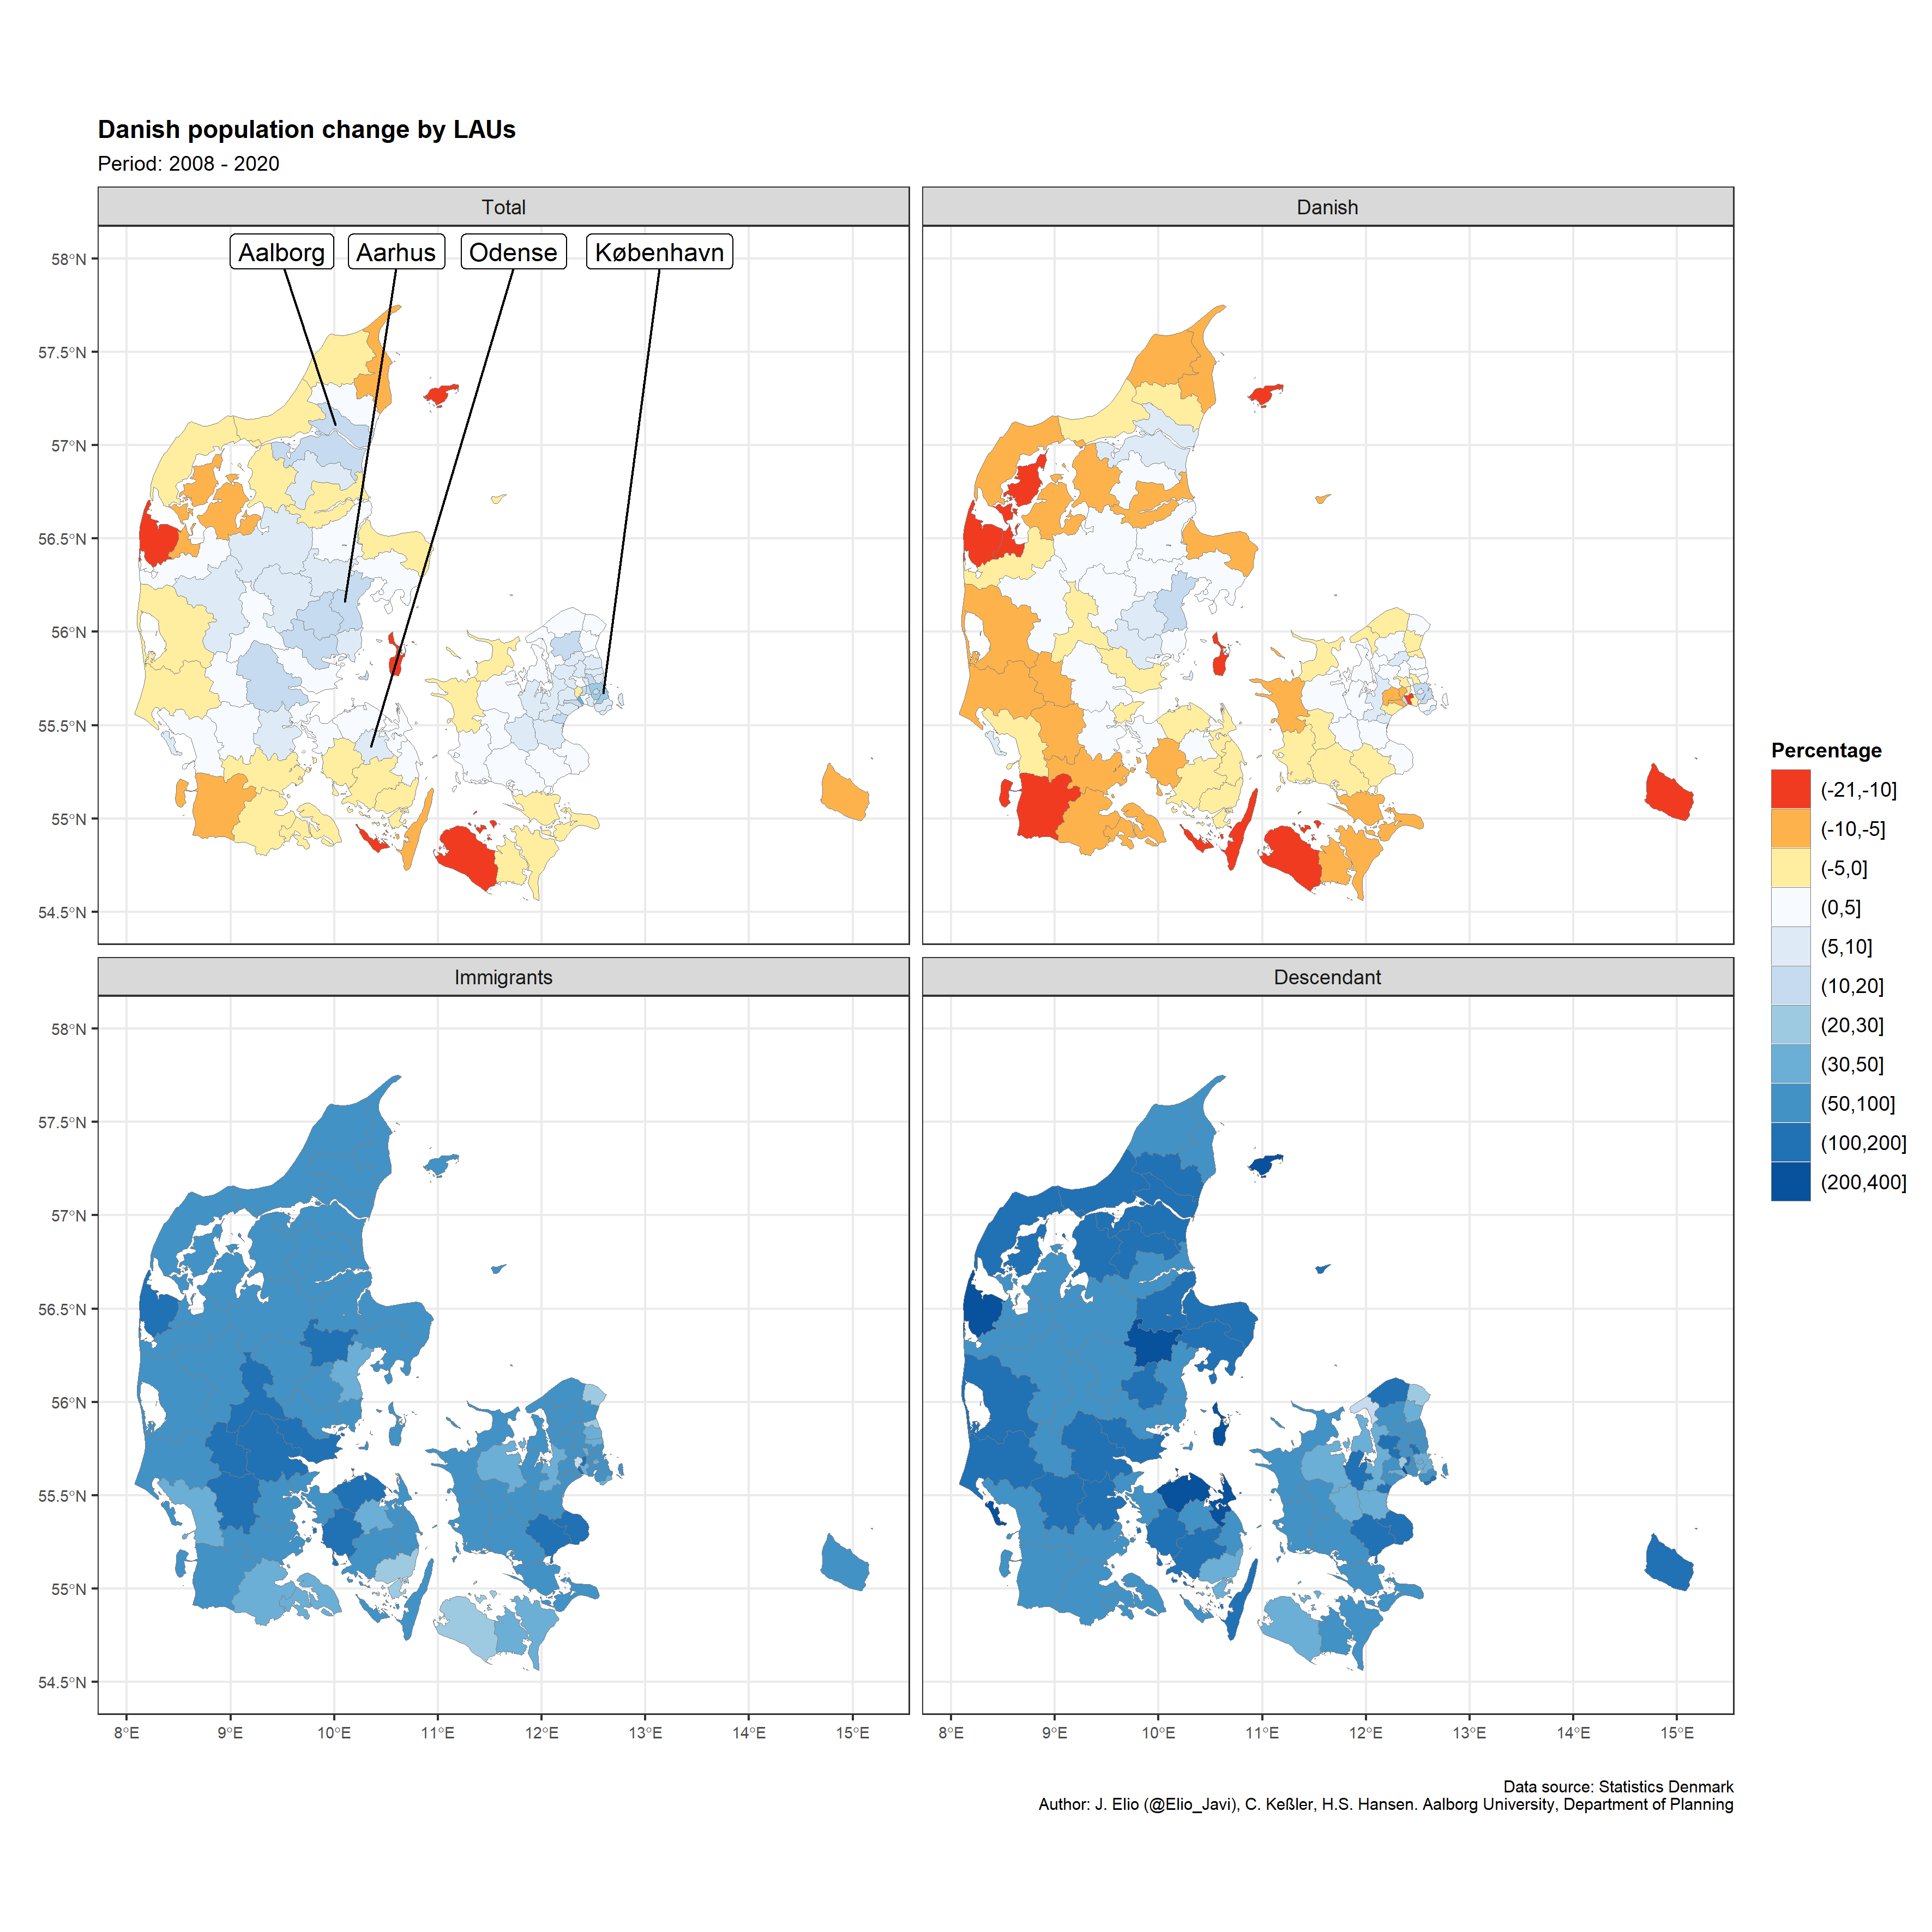 Danish population change by LAUs
Period: 2008 - 2020
Total
Danish
Aalborg
Aarhus
Odense
København
58°N
57.5°N
57°N
56.5°N
56°N
55.5°N
55°N
54.5°N
Immigrants
Descendant
58°N
57.5°N
57°N
56.5°N
56°N
55.5°N
55°N
54.5°N
8°E 9°E 10°E 11°E 12°E 13°E 14°E 15°E
8°E 9°E 10°E 11°E 12°E 13°E 14°E 15°E
Percentage
(-21,-10]
(-10,-5]
(-5,0]
(0,5]
(5,10]
(10,20]
(20,30]
(30,50]
(50,100]
(100,200]
(200,400]
Data source: Statistics Denmark
Author: J. Elio (@Elio_Javi), C. Keßler, H.S. Hansen. Aalborg University, Department of Planning